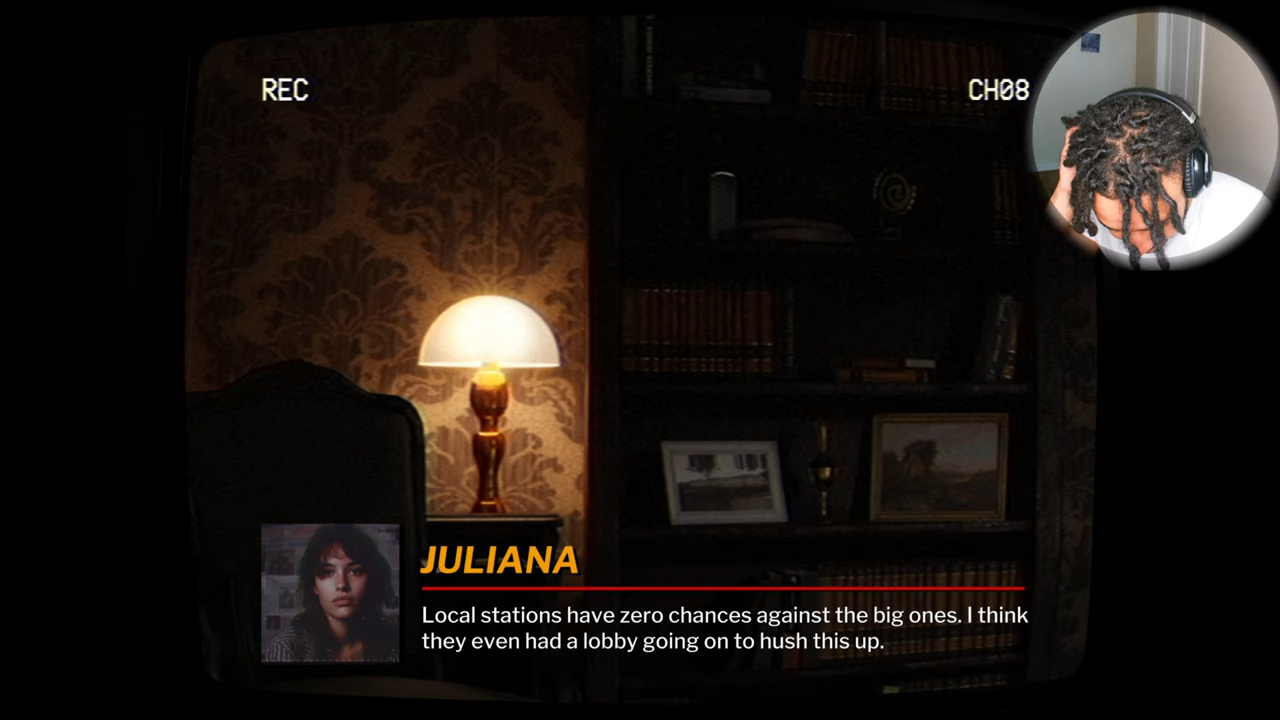 REC
CH08
JULIANA
Local stations have zero chances against the big ones. I think
they even had a lobby going on to hush this up.